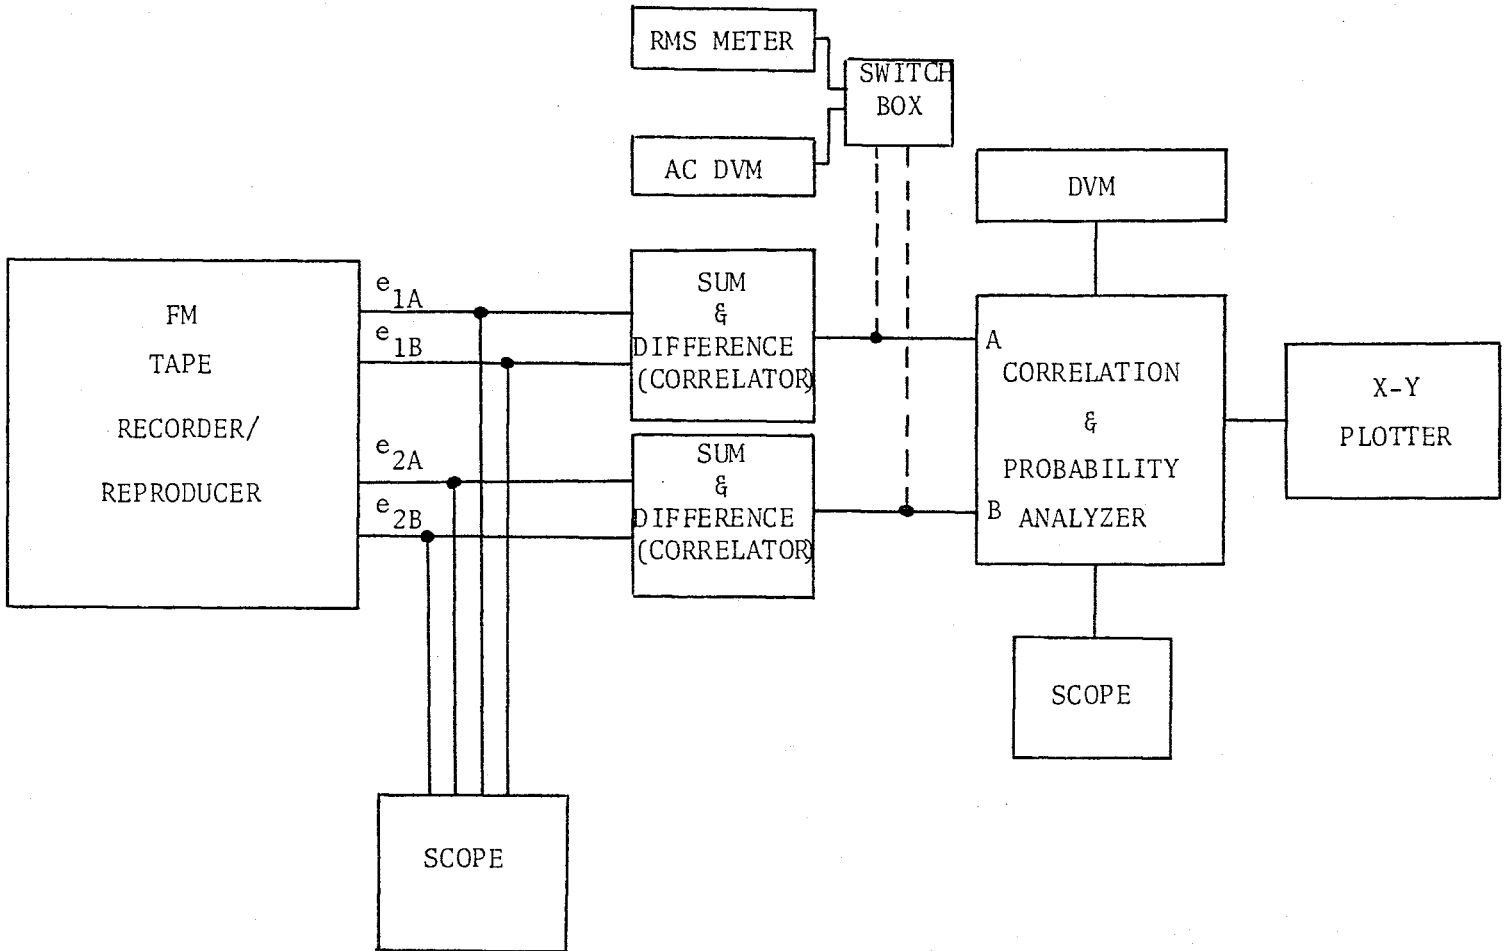 RMS METER
SWITCH
BOX
AC DVM
DVM
FM
TAPE
RECORDER/
REPRODUCER
e1A
e1B
e2A
e2B
SUM
&
DIFFERENCE
(CORRELATOR)
SUM
&
DIFFERENCE
(CORRELATOR)
A
B
CORRELATION
&
PROBABILITY
ANALYZER
X-Y
PLOTTER
SCOPE
SCOPE